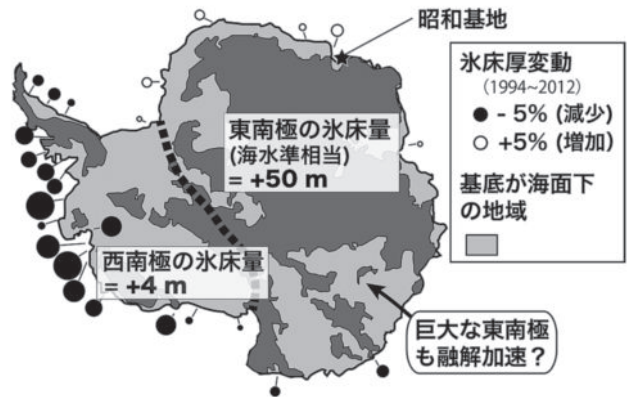 昭和基地
氷床厚変動
(1994~2012)
● - 5% (減少)
○ +5% (増加)
基底が海面下
の地域
東南極の氷床量
(海水準相当)
= +50 m
西南極の氷床量
= +4 m
巨大な東南極
も融解加速？